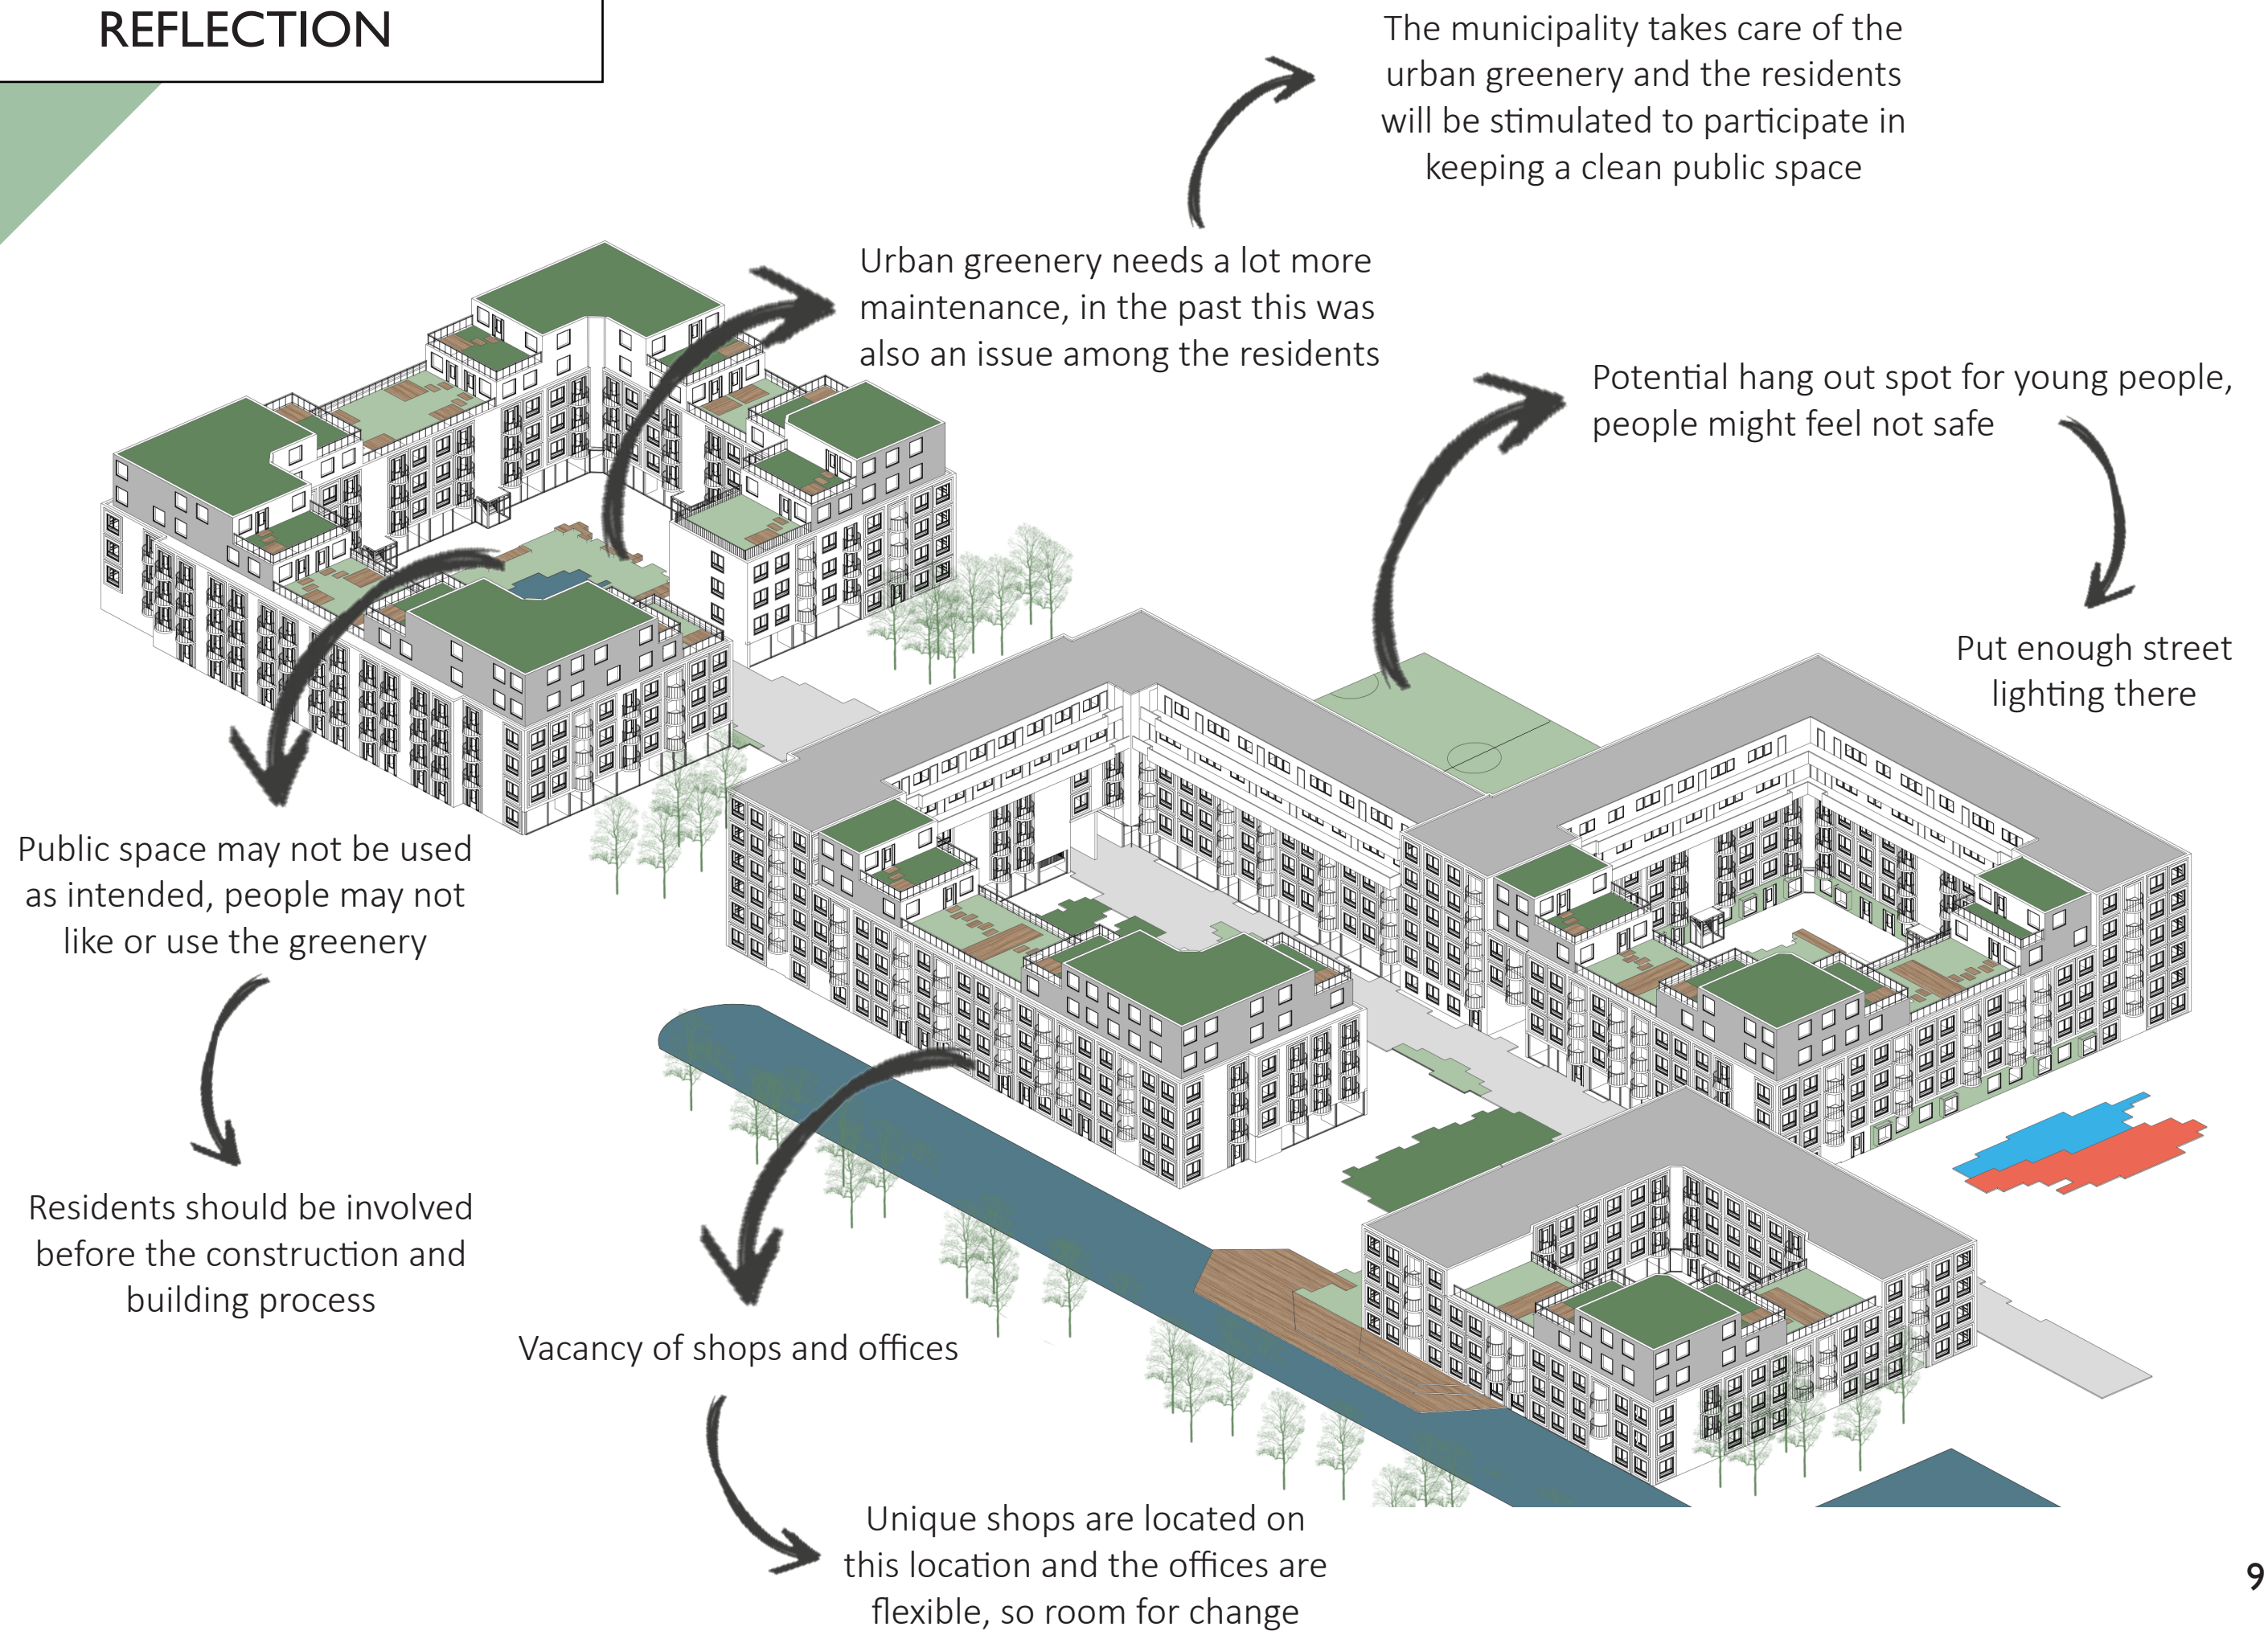 REFLECTION
The municipality takes care of the
urban greenery and the residents
will be stimulated to participate in
keeping a clean public space
Urban greenery needs a lot more
maintenance, in the past this was
also an issue among the residents
Potential hang out spot for young people,
people might feel not safe
Put enough street
lighting there
Public space may not be used
as intended, people may not
like or use the greenery
Residents should be involved
before the construction and
building process
Vacancy of shops and offices
Unique shops are located on
this location and the offices are
flexible, so room for change
9